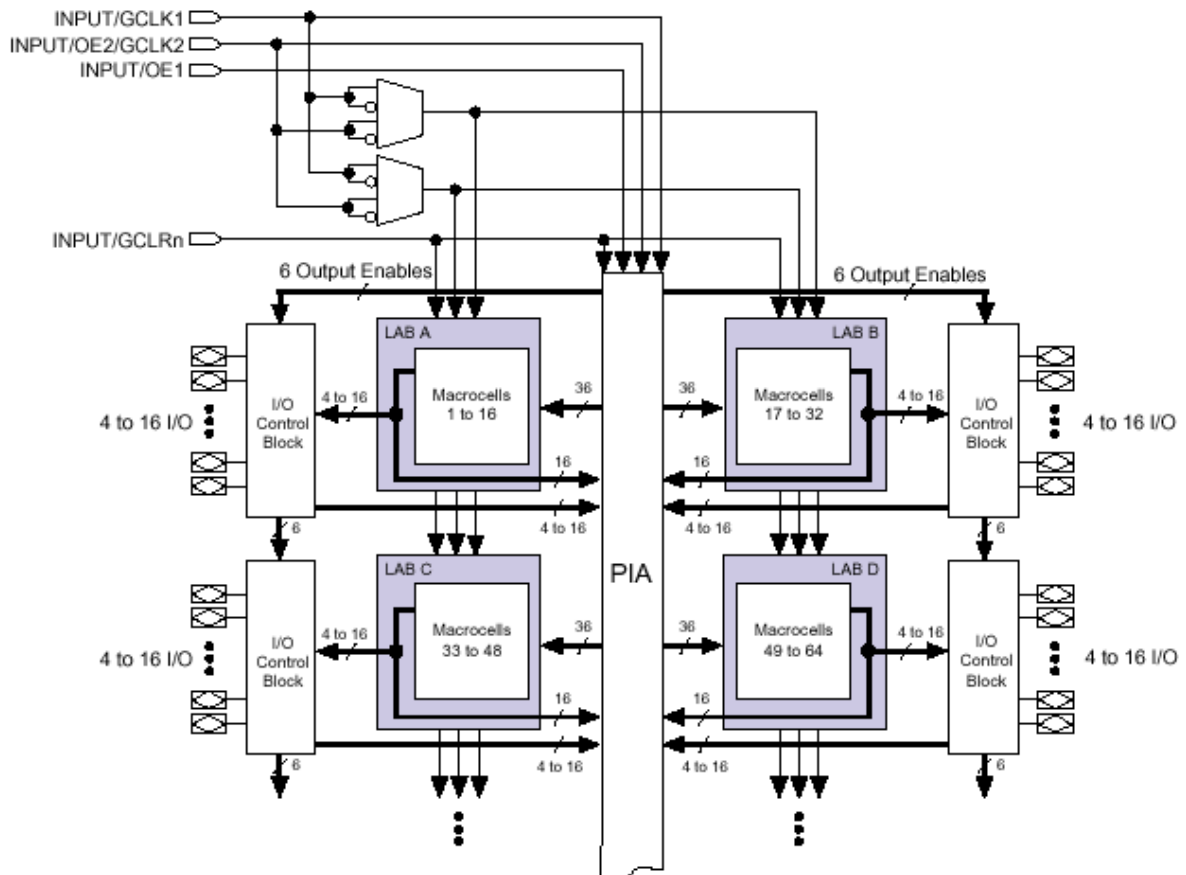 INPUT/GCLK1
INPUT/OE2/GCLK2
INPUT/OE1
INPUT/GCLRn
6 Output Enables
6 Output Enables
LAB A
LAB B
Macrocells
1 to 16
Macrocells
17 to 32
I/O
Control
Block
I/O
Control
Block
4 to 16 I/O
4 to 16 I/O
4 to 16
36
36
4 to 16
16
16
4 to 16
4 to 16
6
6
PIA
LAB C
LAB D
Macrocells
33 to 48
Macrocells
49 to 64
I/O
Control
Block
I/O
Control
Block
4 to 16 I/O
4 to 16 I/O
4 to 16
36
36
4 to 16
16
16
4 to 16
4 to 16
6
6